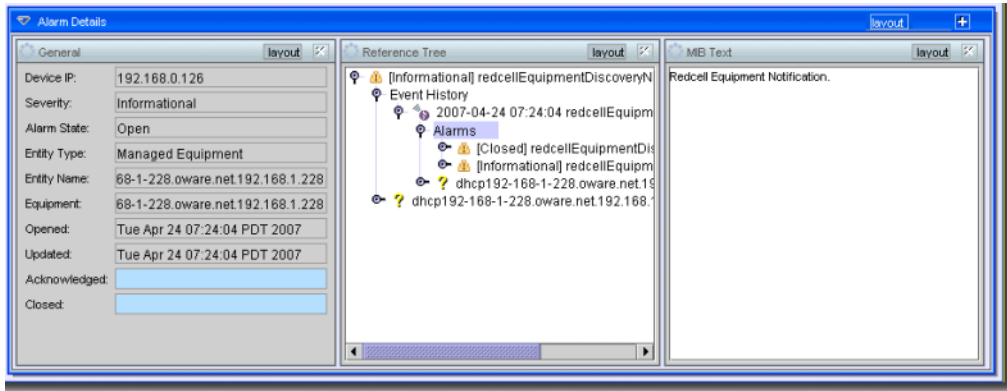 Alarm Details layout
General layout
Device IP: 192.168.0.126
Severity: Informational
Alarm State: Open
Entity Type: Managed Equipment
Entity Name: 68-1-228.oware.net.192.168.1.228
Equipment: 68-1-228.oware.net.192.168.1.228
Opened: Tue Apr 24 07:24:04 PDT 2007
Updated: Tue Apr 24 07:24:04 PDT 2007
Acknowledged:
Closed:
Reference Tree layout
[Informational] redcellEquipmentDiscoveryN
Event History
2007-04-24 07:24:04 redcellEquipm
Alarms
[Closed] redcellEquipmentDis
[Informational] redcellEquipm
dhcp192-168-1-228.oware.net.19
dhcp192-168-1-228.oware.net.192.168.
MIB Text layout
Redcell Equipment Notification.